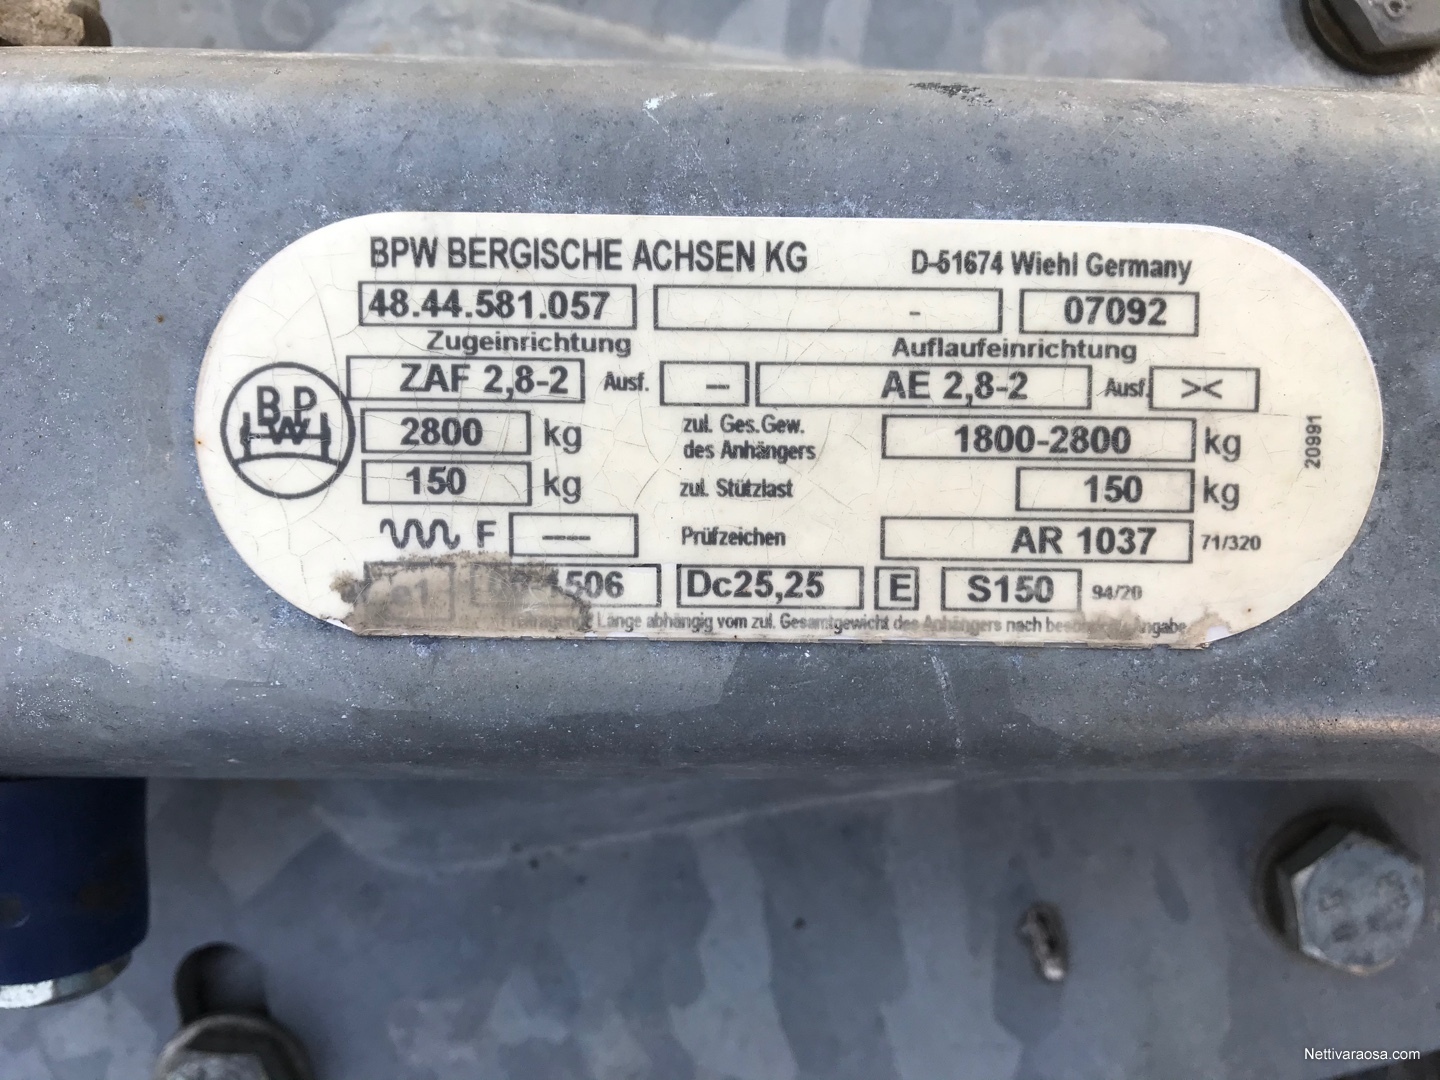 BPW BERGISCHE ACHSEN KG D-51674 Wiehl Germany
48.44.581.057 - 07092
Zugeinrichtung Auflaufeinrichtung
ZAF 2,8-2 Ausf. — AE 2,8-2 Ausf. ><
BPW 2800 kg zul. Ges.Gew. des Anhängers 1800-2800 kg
150 kg zul. Stützlast 150 kg
20991
F — Prüfzeichen AR 1037 71/320
e1 506 Dc25,25 E S150 94/20
Länge abhängig vom zul. Gesamtgewicht des Anhängers nach Angabe
Nettivaraosa.com